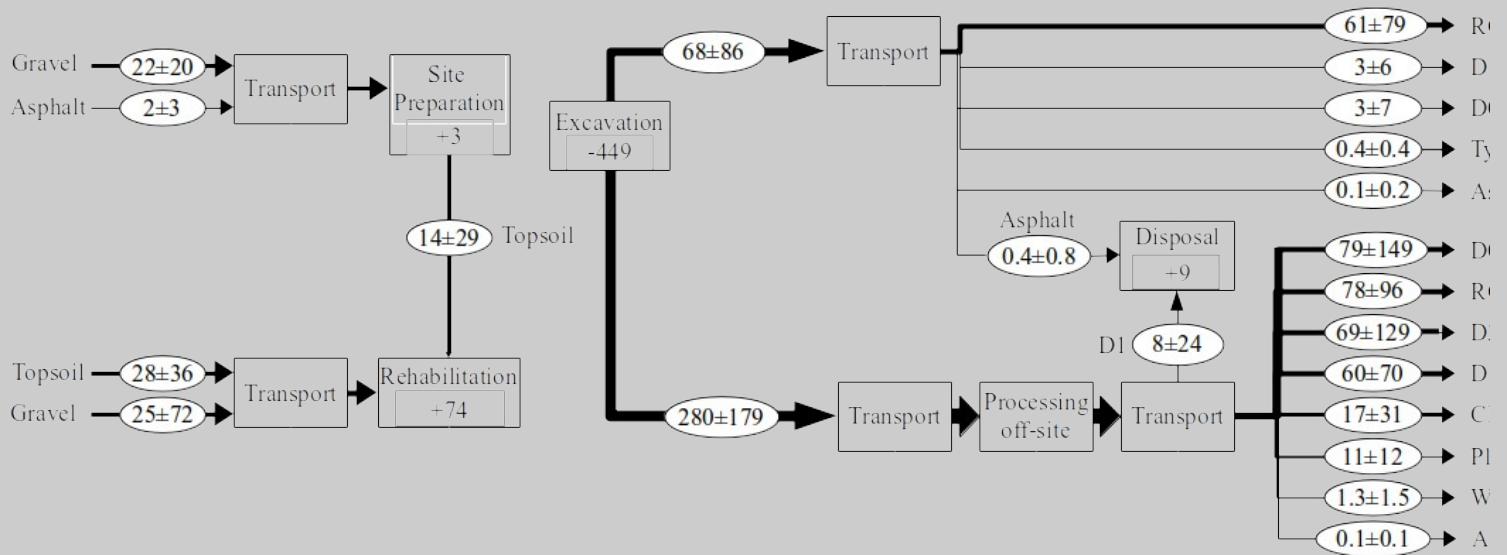 Gravel
22±20
Asphalt
2±3
Transport
Site
Preparation
+3
14±29
Topsoil
Topsoil
28±36
Gravel
25±72
Transport
Rehabilitation
+74
Excavation
-449
68±86
Transport
61±79
3±6
3±7
0.4±0.4
0.1±0.2
Asphalt
0.4±0.8
Disposal
+9
D1
8±24
280±179
Transport
Processing
off-site
Transport
79±149
78±96
69±129
60±70
17±31
11±12
1.3±1.5
0.1±0.1